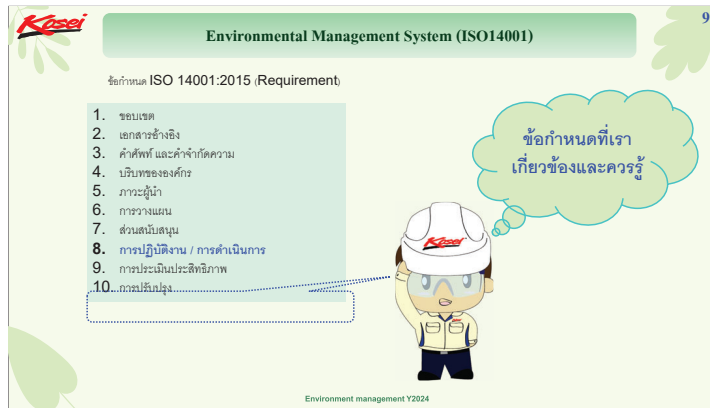 Kosei
9
Environmental Management System (ISO14001)
ข้อกำหนด ISO 14001:2015 (Requirement)
1. ขอบเขต
2. เอกสารอ้างอิง
3. คำศัพท์ และคำจำกัดความ
4. บริบทขององค์กร
5. ภาวะผู้นำ
6. การวางแผน
7. ส่วนสนับสนุน
8. การปฏิบัติงาน / การดำเนินการ
9. การประเมินประสิทธิภาพ
10. การปรับปรุง
ข้อกำหนดที่เรา
เกี่ยวข้องและควรรู้
Kosei
Environment management Y2024